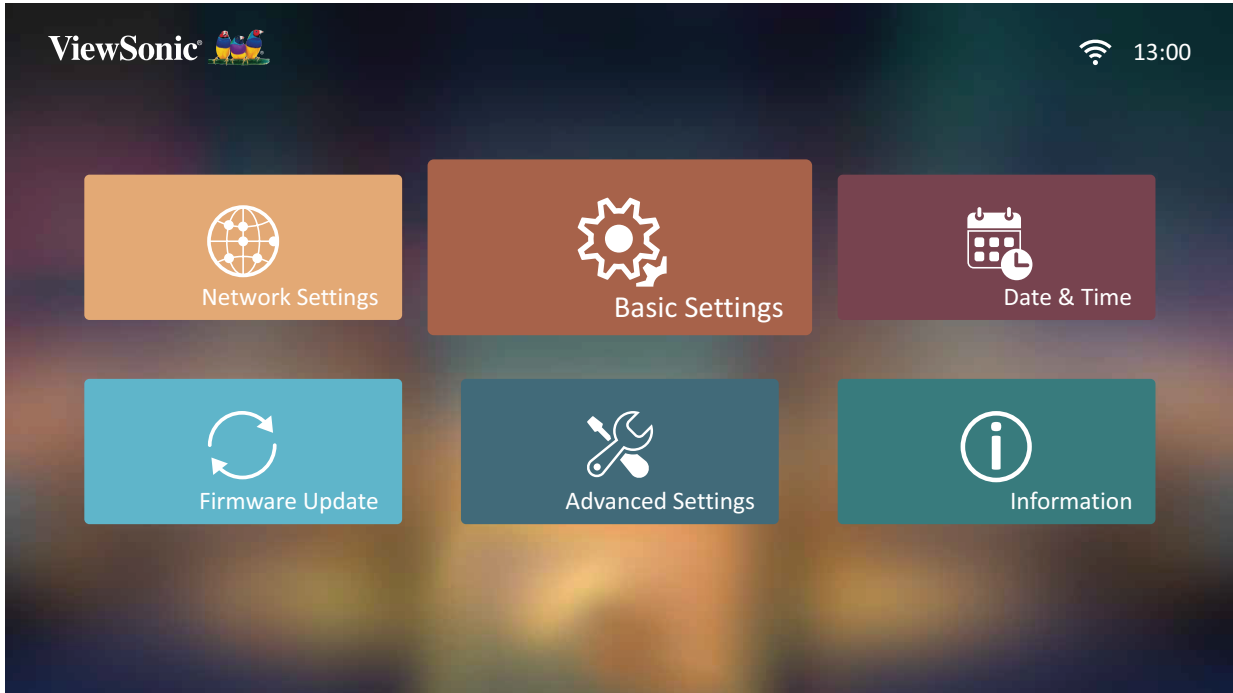 ViewSonic®
13:00
Network Settings
Basic Settings
Date & Time
Firmware Update
Advanced Settings
Information